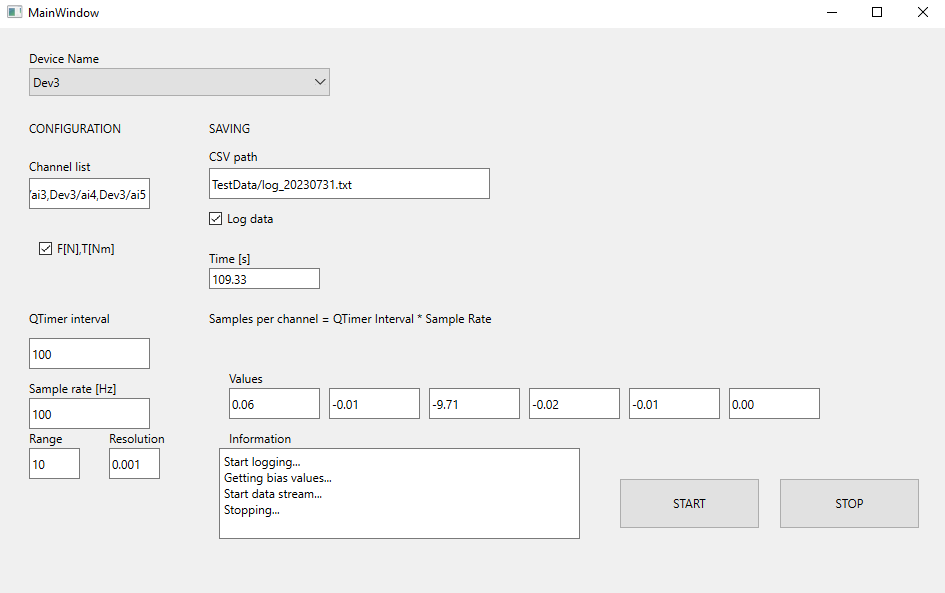 MainWindow
Device Name
Dev3
CONFIGURATION
SAVING
CSV path
Channel list
TestData/log_20230731.txt
/ai3,Dev3/ai4,Dev3/ai5
Log data
F[N],T[Nm]
Time [s]
109.33
QTimer interval
Samples per channel = QTimer Interval * Sample Rate
100
Sample rate [Hz]
100
Range
Resolution
10
0.001
Values
0.06
-0.01
-9.71
-0.02
-0.01
0.00
Information
Start logging...
Getting bias values...
Start data stream...
Stopping...
START
STOP